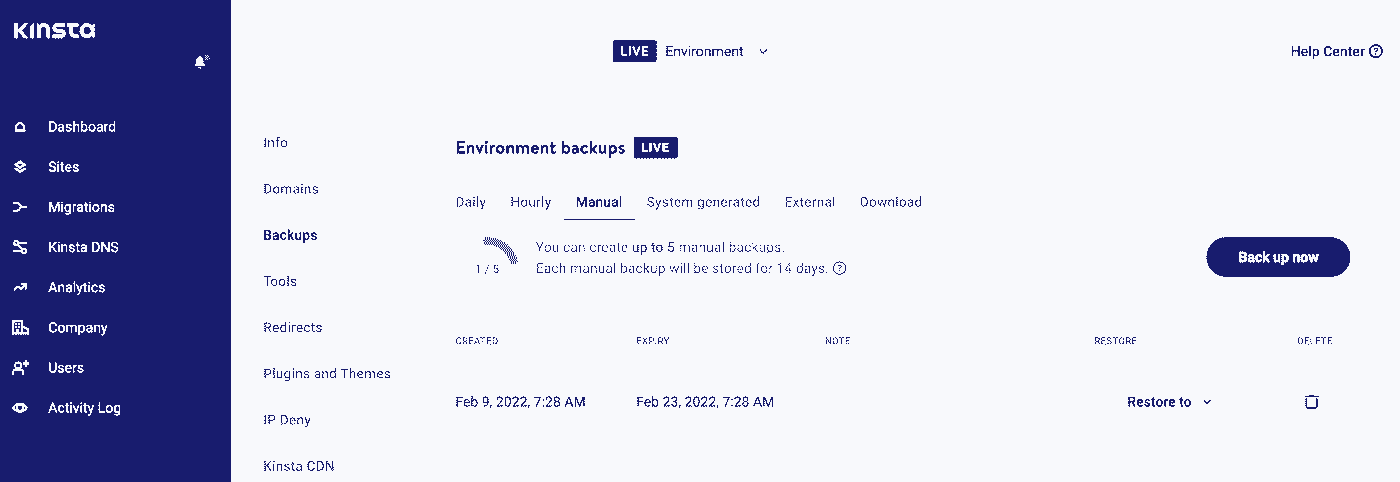 Kinsta
LIVE Environment
Help Center
Dashboard
Sites
Migrations
Kinsta DNS
Analytics
Company
Users
Activity Log
Info
Domains
Backups
Tools
Redirects
Plugins and Themes
IP Deny
Kinsta CDN
Environment backups LIVE
Daily Hourly Manual System generated External Download
1 / 5
You can create up to 5 manual backups.
Each manual backup will be stored for 14 days.
Back up now
CREATED EXPIRY NOTE RESTORE DELETE
Feb 9, 2022, 7:28 AM Feb 23, 2022, 7:28 AM Restore to